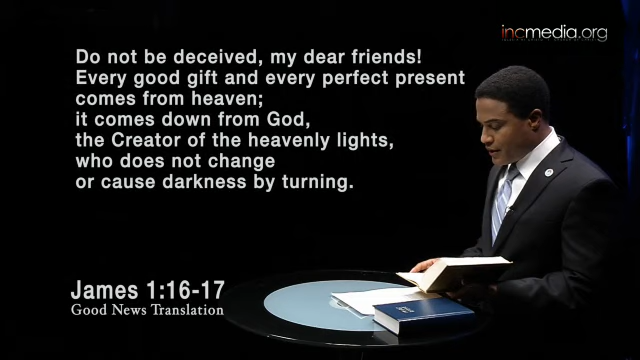 incmedia.org
Do not be deceived, my dear friends!
Every good gift and every perfect present
comes from heaven;
it comes down from God,
the Creator of the heavenly lights,
who does not change
or cause darkness by turning.
James 1:16-17
Good News Translation